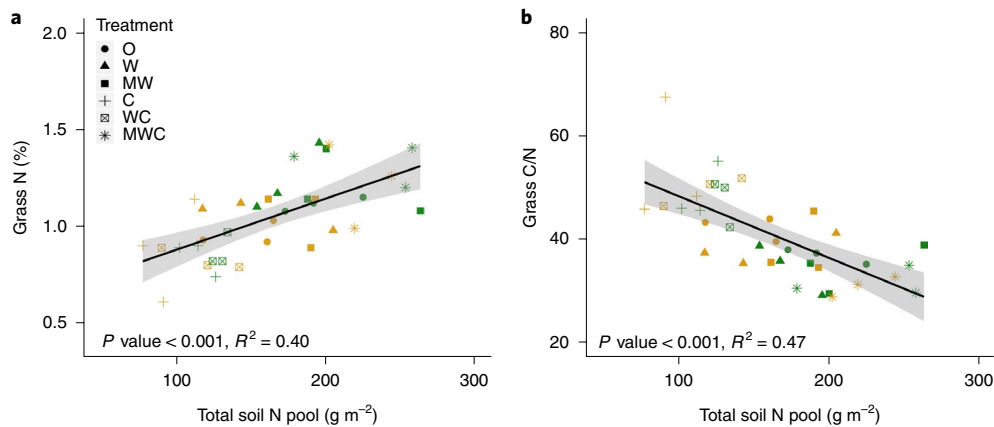 a
Treatment
O
W
MW
C
WC
MWC
2.0
1.5
1.0
0.5
Grass N (%)
P value < 0.001, R² = 0.40
100
200
300
Total soil N pool (g m⁻²)
b
80
60
40
20
Grass C/N
P value < 0.001, R² = 0.47
100
200
300
Total soil N pool (g m⁻²)